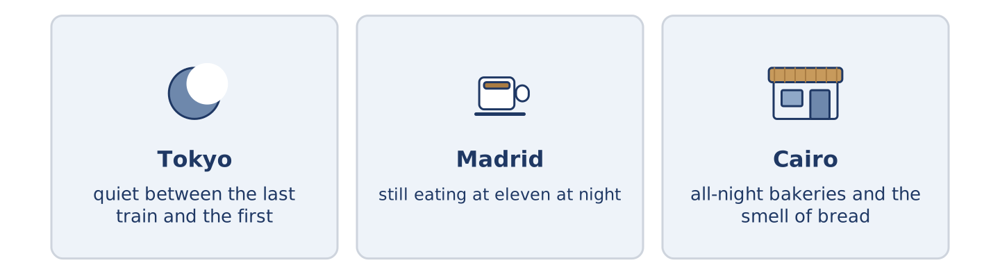 Tokyo
quiet between the last
train and the first
Madrid
still eating at eleven at night
Cairo
all-night bakeries and the
smell of bread